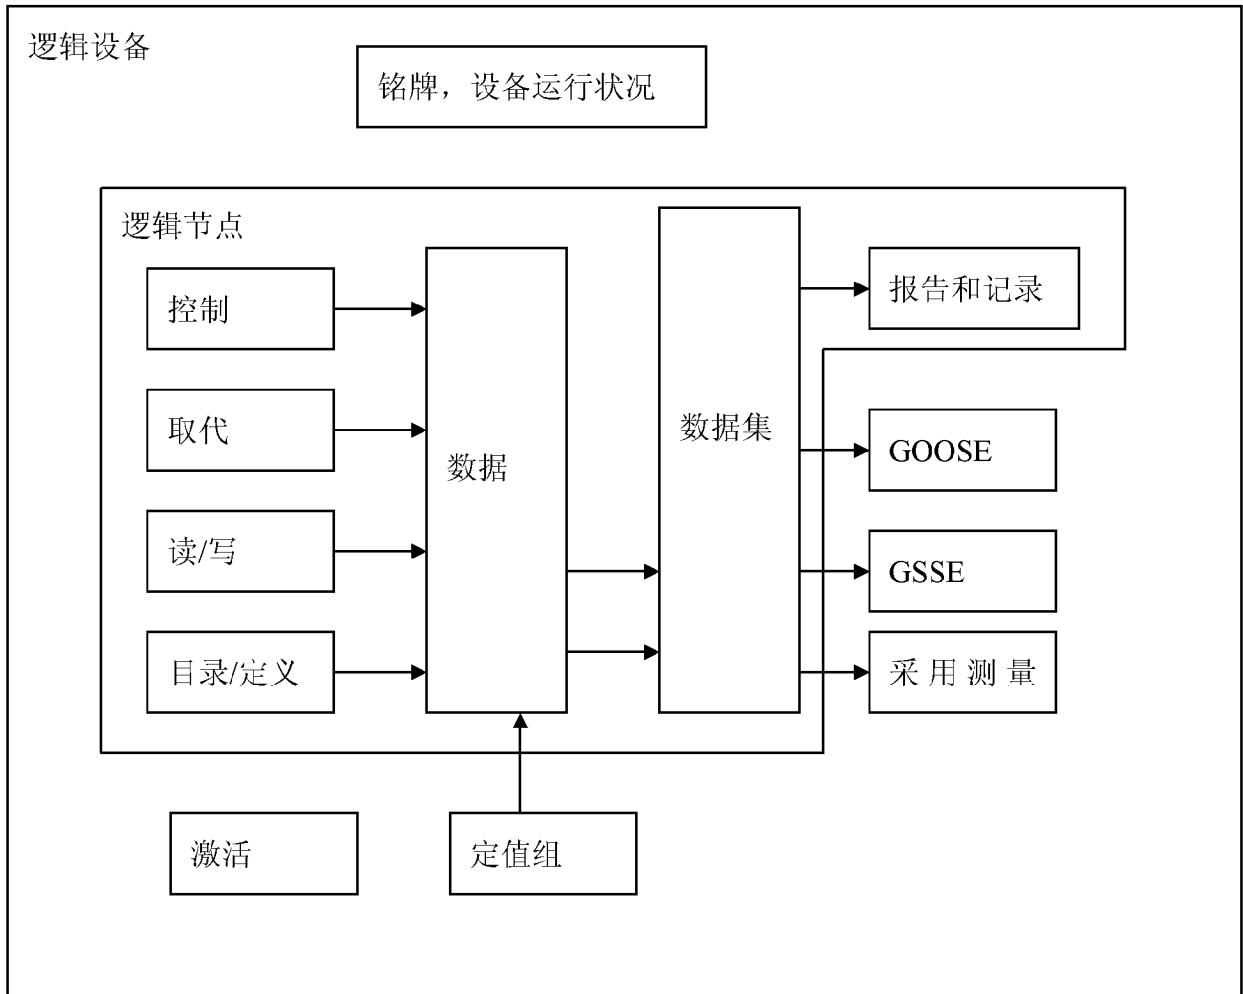 逻辑设备
铭牌，设备运行状况
逻辑节点
控制
取代
读/写
目录/定义
数据
数据集
报告和记录
GOOSE
GSSE
采用测量
激活
定值组